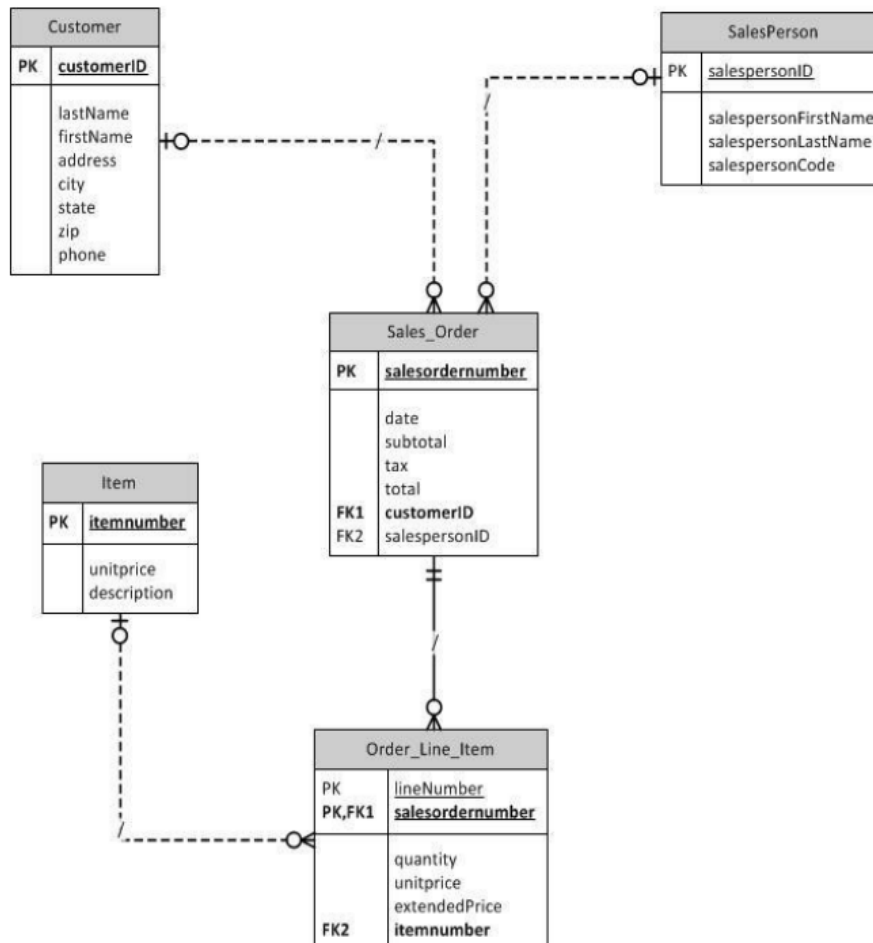 Customer
PK customerID
lastName
firstName
address
city
state
zip
phone
SalesPerson
PK salespersonID
salespersonFirstName
salespersonLastName
salespersonCode
Sales_Order
PK salesordernumber
date
subtotal
tax
total
FK1 customerID
FK2 salespersonID
Item
PK itemnumber
unitprice
description
Order_Line_Item
PK lineNumber
PK,FK1 salesordernumber
quantity
unitprice
extendedPrice
FK2 itemnumber